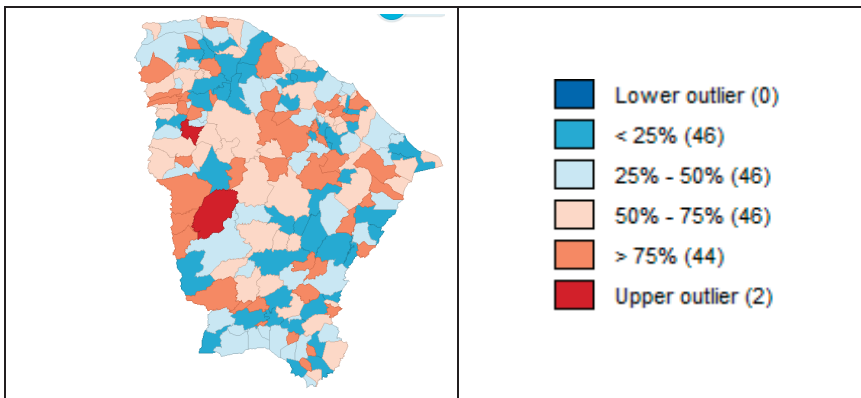 Lower outlier (0)
< 25% (46)
25% - 50% (46)
50% - 75% (46)
> 75% (44)
Upper outlier (2)